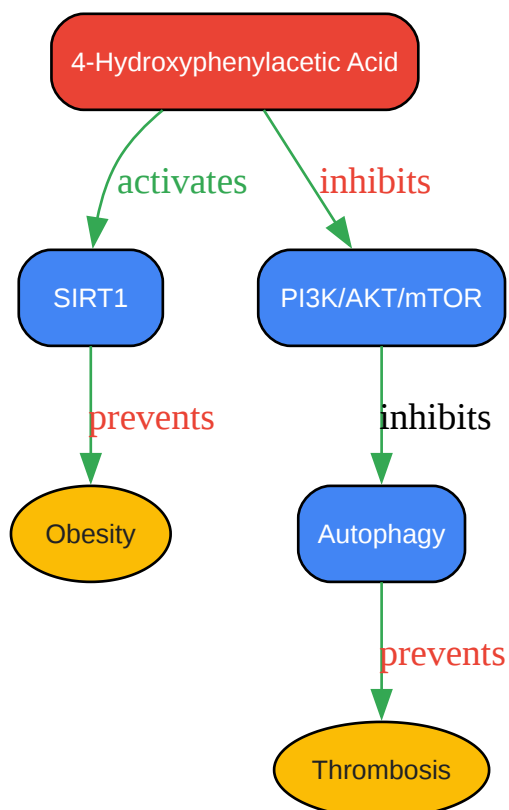 4-Hydroxyphenylacetic Acid
activates
inhibits
SIRT1
PI3K/AKT/mTOR
prevents
inhibits
Obesity
Autophagy
prevents
Thrombosis